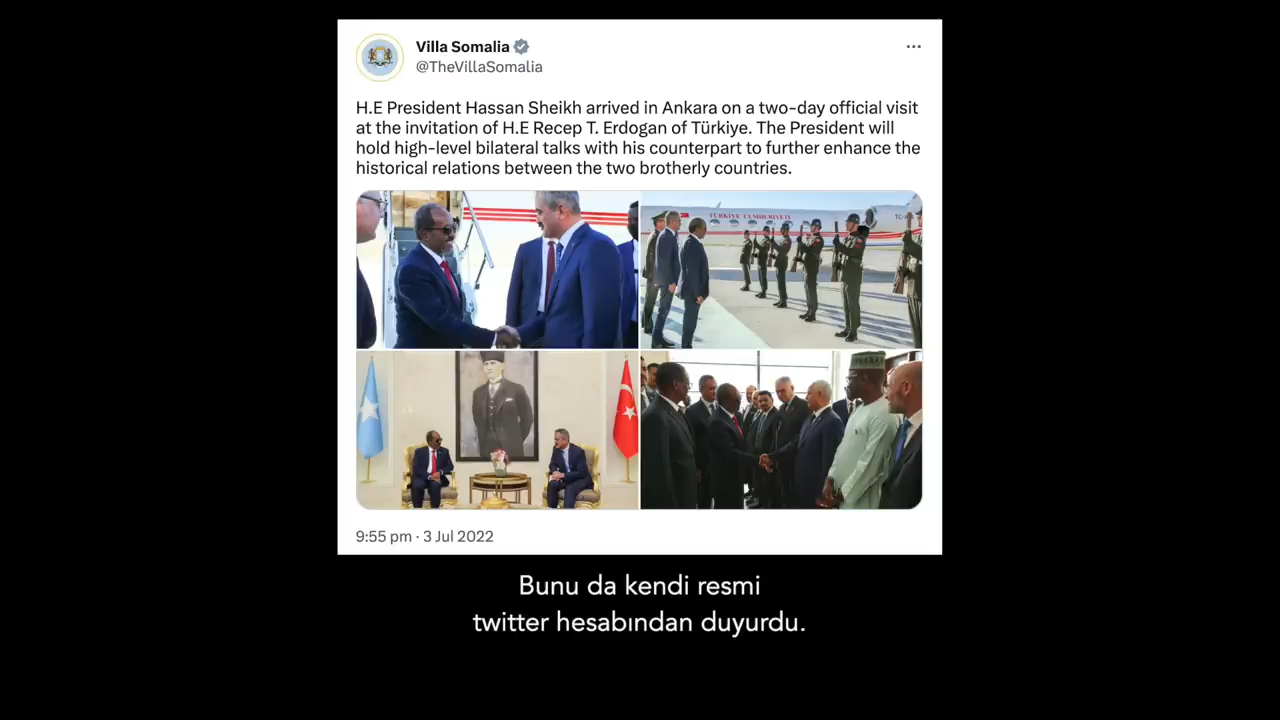 Villa Somalia
@TheVillaSomalia
H.E President Hassan Sheikh arrived in Ankara on a two-day official visit
at the invitation of H.E Recep T. Erdogan of Türkiye. The President will
hold high-level bilateral talks with his counterpart to further enhance the
historical relations between the two brotherly countries.
TÜRKİYE CUMHURİYETİ
9:55 pm · 3 Jul 2022
Bunu da kendi resmi
twitter hesabından duyurdu.